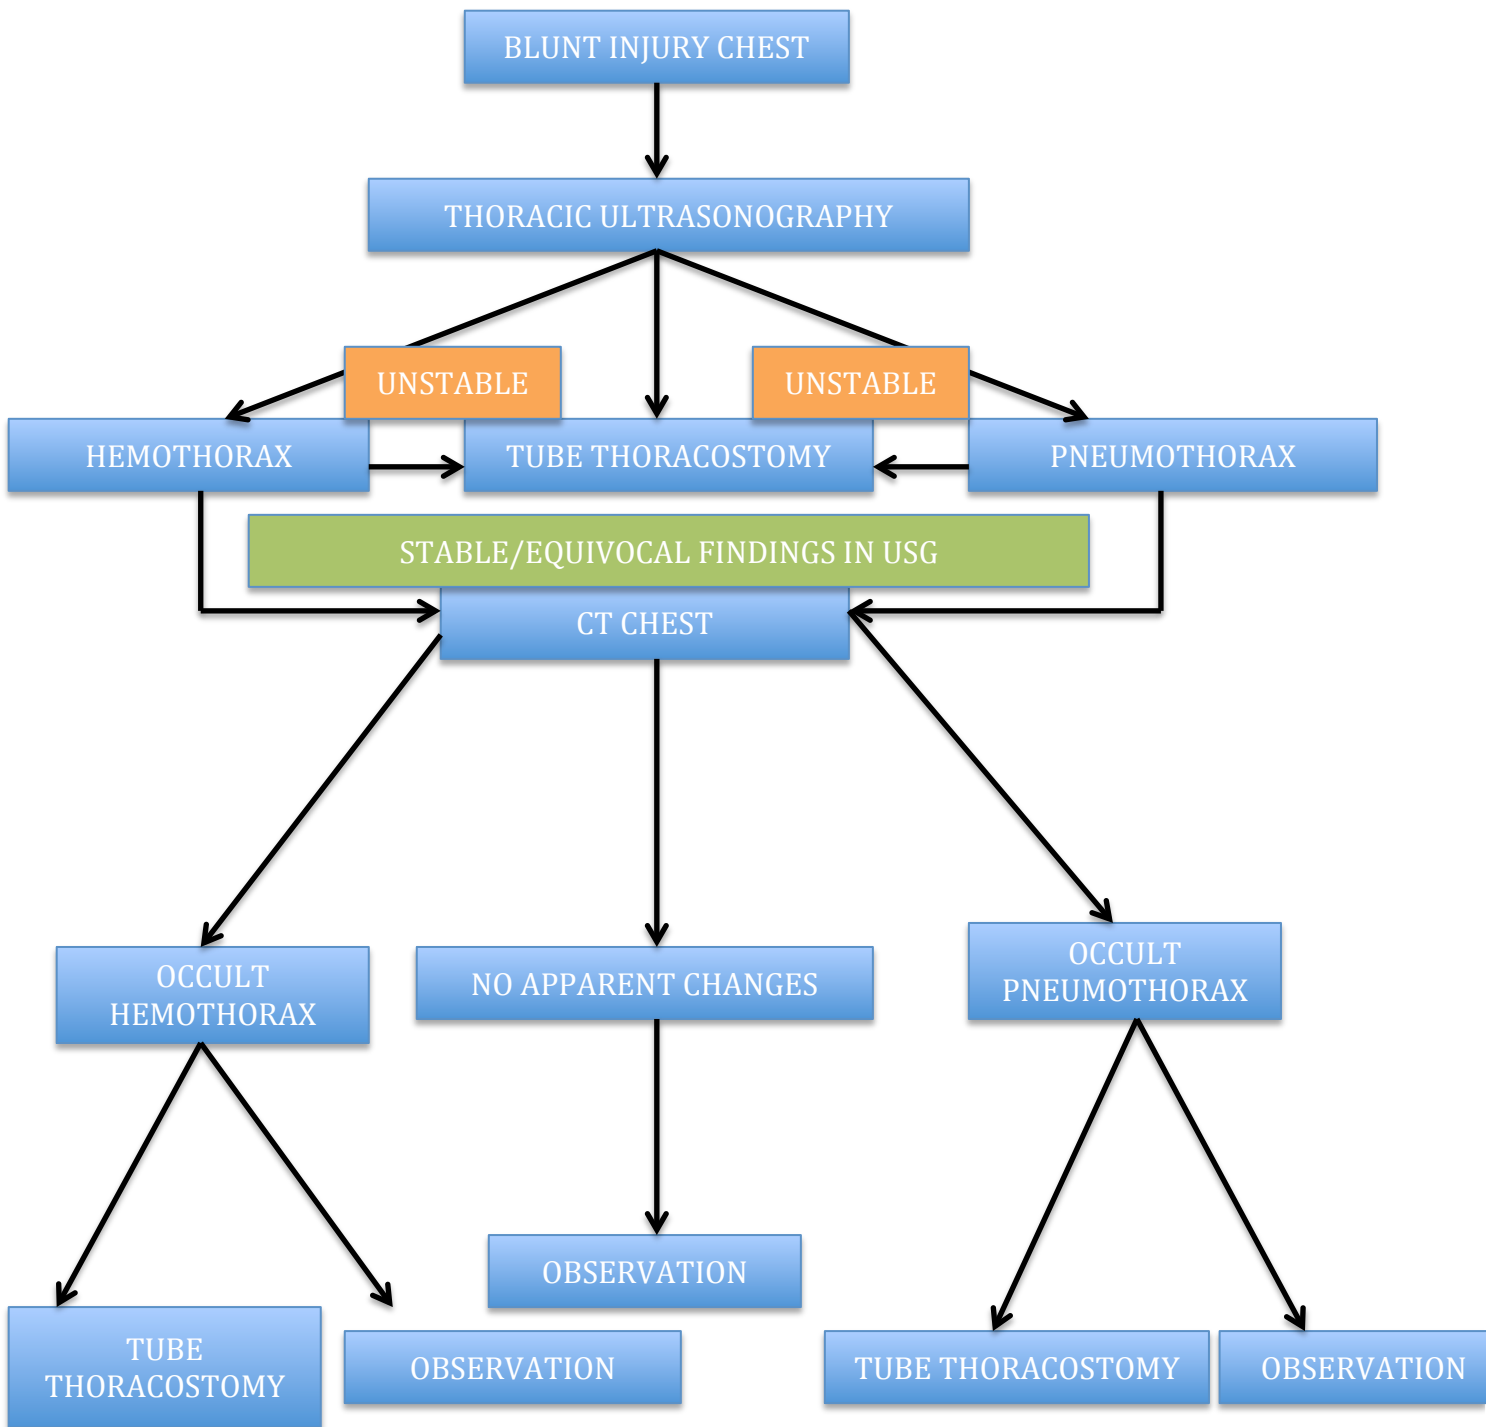 BLUNT INJURY CHEST
THORACIC ULTRASONOGRAPHY
UNSTABLE
UNSTABLE
HEMOTHORAX
TUBE THORACOSTOMY
PNEUMOTHORAX
STABLE/EQUIVOCAL FINDINGS IN USG
CT CHEST
OCCULT
HEMOTHORAX
NO APPARENT CHANGES
OCCULT
PNEUMOTHORAX
OBSERVATION
TUBE
THORACOSTOMY
OBSERVATION
TUBE THORACOSTOMY
OBSERVATION